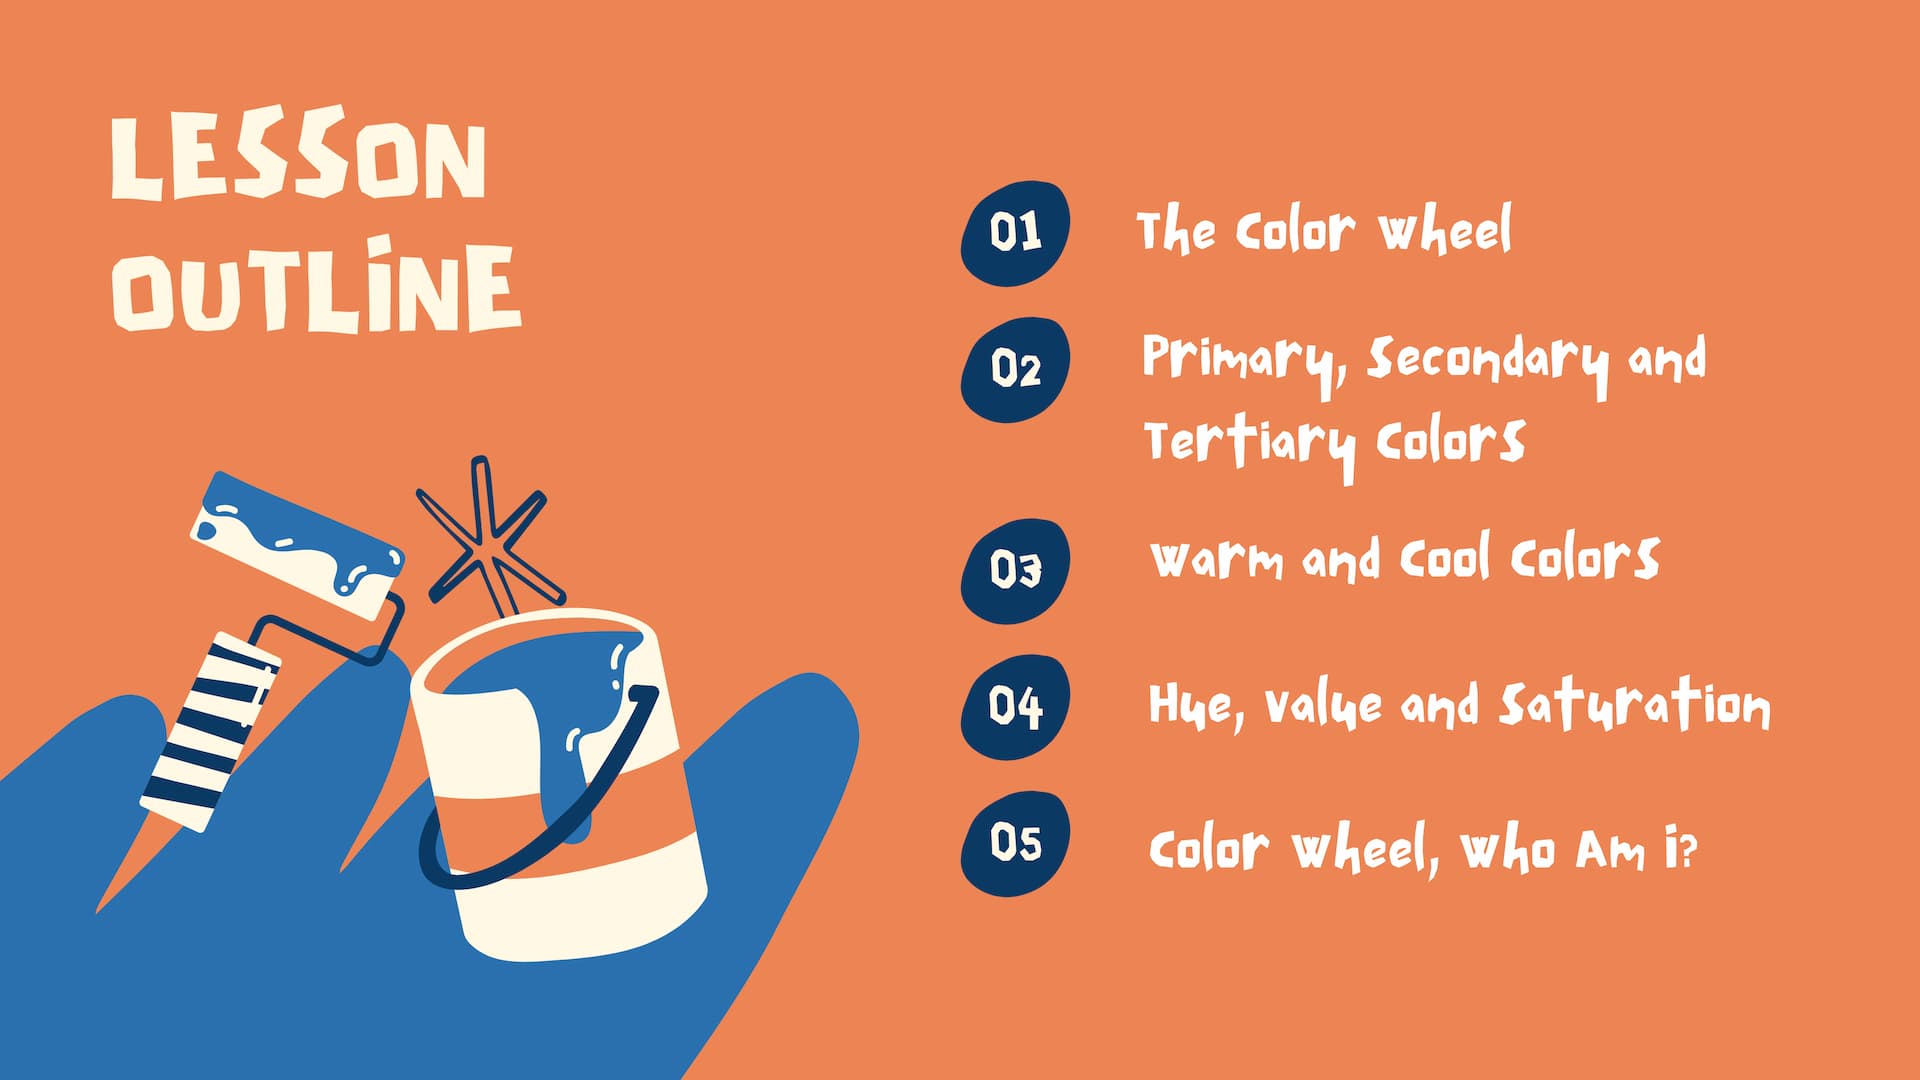 LESSON
OUTLiNE
01 The Color Wheel
02 Primary, Secondary and
Tertiary Colors
03 Warm and Cool Colors
04 Hue, Value and Saturation
05 Color Wheel, Who Am i?